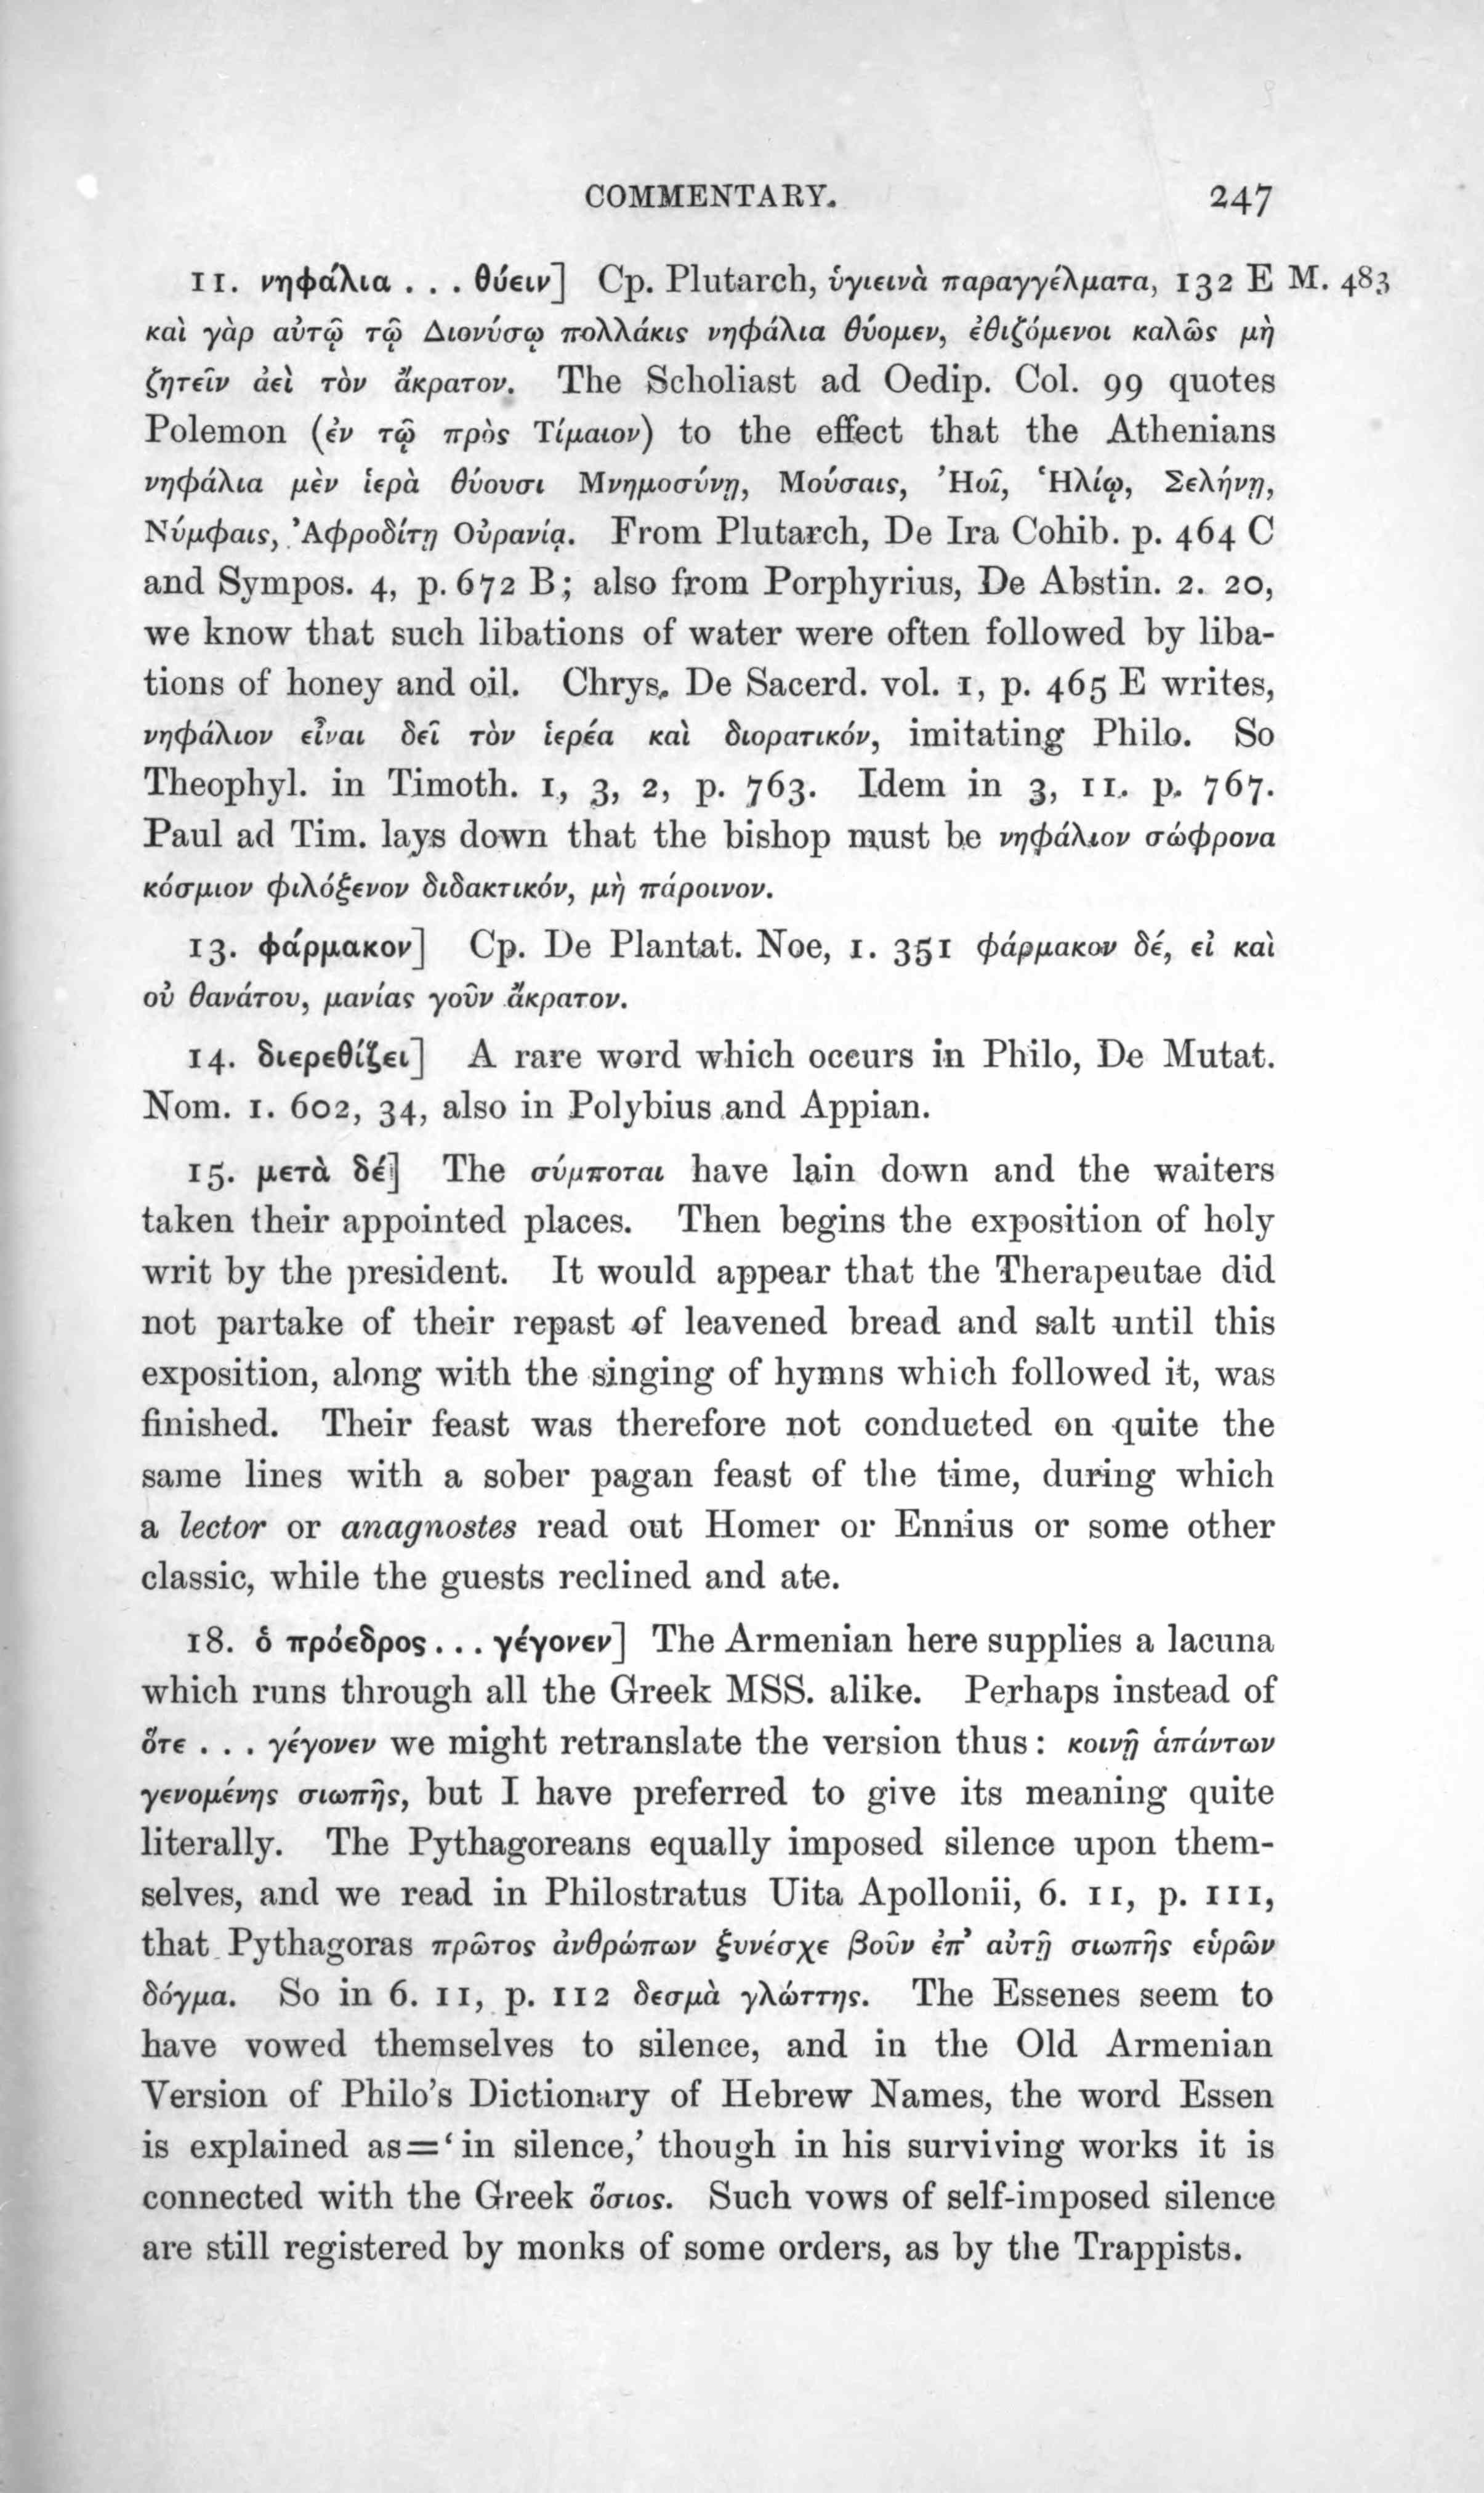 COMMENTARY. 247
11. νηφάλια . . . θύειν] Cp. Plutarch, ὑγιεινὰ παραγγέλματα, 132 E M. 483
καὶ γὰρ αὐτῷ τῷ Διονύσῳ πολλάκις νηφάλια θύομεν, ἐθιζόμενοι καλῶς μὴ
ζητεῖν ἀεὶ τὸν ἄκρατον. The Scholiast ad Oedip. Col. 99 quotes
Polemon (ἐν τῷ πρὸς Τίμαιον) to the effect that the Athenians
νηφάλια μὲν ἱερὰ θύουσι Μνημοσύνῃ, Μούσαις, Ἠοῖ, Ἡλίῳ, Σελήνῃ,
Νύμφαις, Ἀφροδίτῃ Οὐρανίᾳ. From Plutarch, De Ira Cohib. p. 464 C
and Sympos. 4, p. 672 B; also from Porphyrius, De Abstin. 2. 20,
we know that such libations of water were often followed by liba-
tions of honey and oil. Chrys. De Sacerd. vol. 1, p. 465 E writes,
νηφάλιον εἶναι δεῖ τὸν ἱερέα καὶ διορατικόν, imitating Philo. So
Theophyl. in Timoth. 1, 3, 2, p. 763. Idem in 3, 11. p. 767.
Paul ad Tim. lays down that the bishop must be νηφάλιον σώφρονα
κόσμιον φιλόξενον διδακτικόν, μὴ πάροινον.
13. φάρμακον] Cp. De Plantat. Noe, 1. 351 φάρμακον δέ, εἰ καὶ
οὐ θανάτου, μανίας γοῦν ἄκρατον.
14. διερεθίζει] A rare word which occurs in Philo, De Mutat.
Nom. 1. 602, 34, also in Polybius and Appian.
15. μετὰ δέ] The σύμποται have lain down and the waiters
taken their appointed places. Then begins the exposition of holy
writ by the president. It would appear that the Therapeutae did
not partake of their repast of leavened bread and salt until this
exposition, along with the singing of hymns which followed it, was
finished. Their feast was therefore not conducted on quite the
same lines with a sober pagan feast of the time, during which
a lector or anagnostes read out Homer or Ennius or some other
classic, while the guests reclined and ate.
18. ὁ πρόεδρος . . . γέγονεν] The Armenian here supplies a lacuna
which runs through all the Greek MSS. alike. Perhaps instead of
ὅτε . . . γέγονεν we might retranslate the version thus: κοινῇ ἁπάντων
γενομένης σιωπῆς, but I have preferred to give its meaning quite
literally. The Pythagoreans equally imposed silence upon them-
selves, and we read in Philostratus Uita Apollonii, 6. 11, p. 111,
that Pythagoras πρῶτος ἀνθρώπων ξυνέσχε βοῦν ἐπ' αὐτῇ σιωπῆς εὑρῶν
δόγμα. So in 6. 11, p. 112 δεσμὰ γλώττης. The Essenes seem to
have vowed themselves to silence, and in the Old Armenian
Version of Philo's Dictionary of Hebrew Names, the word Essen
is explained as='in silence,' though in his surviving works it is
connected with the Greek ὅσιος. Such vows of self-imposed silence
are still registered by monks of some orders, as by the Trappists.